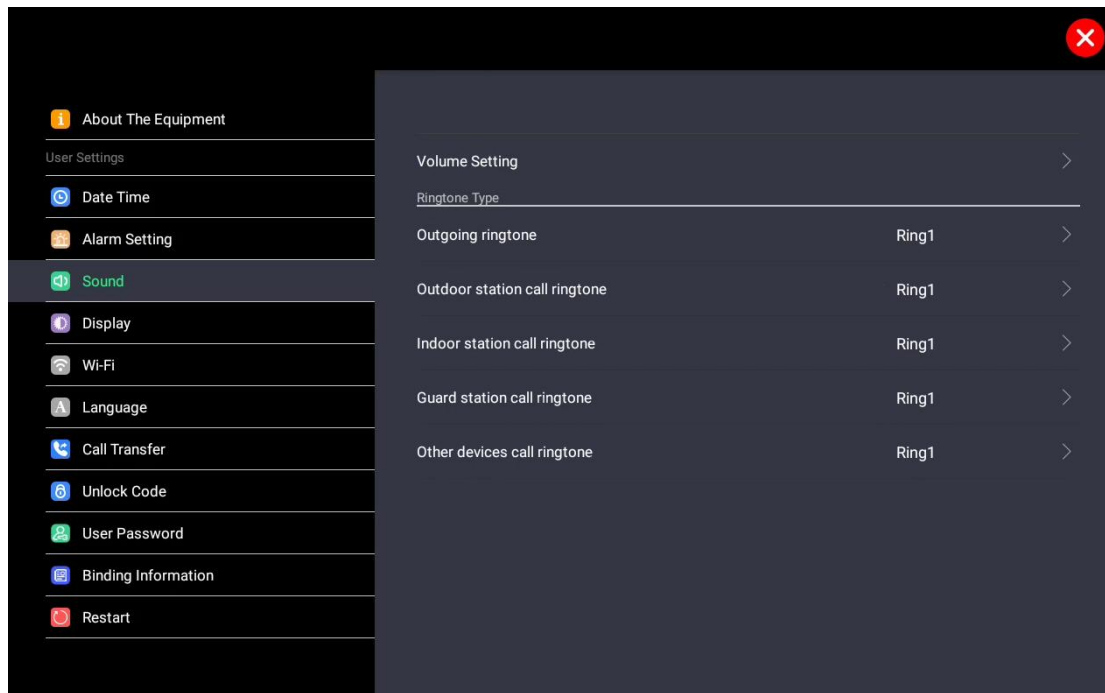 About The Equipment
User Settings
Date Time
Alarm Setting
Sound
Display
Wi-Fi
Language
Call Transfer
Unlock Code
User Password
Binding Information
Restart
Volume Setting
Ringtone Type
Outgoing ringtone Ring1
Outdoor station call ringtone Ring1
Indoor station call ringtone Ring1
Guard station call ringtone Ring1
Other devices call ringtone Ring1